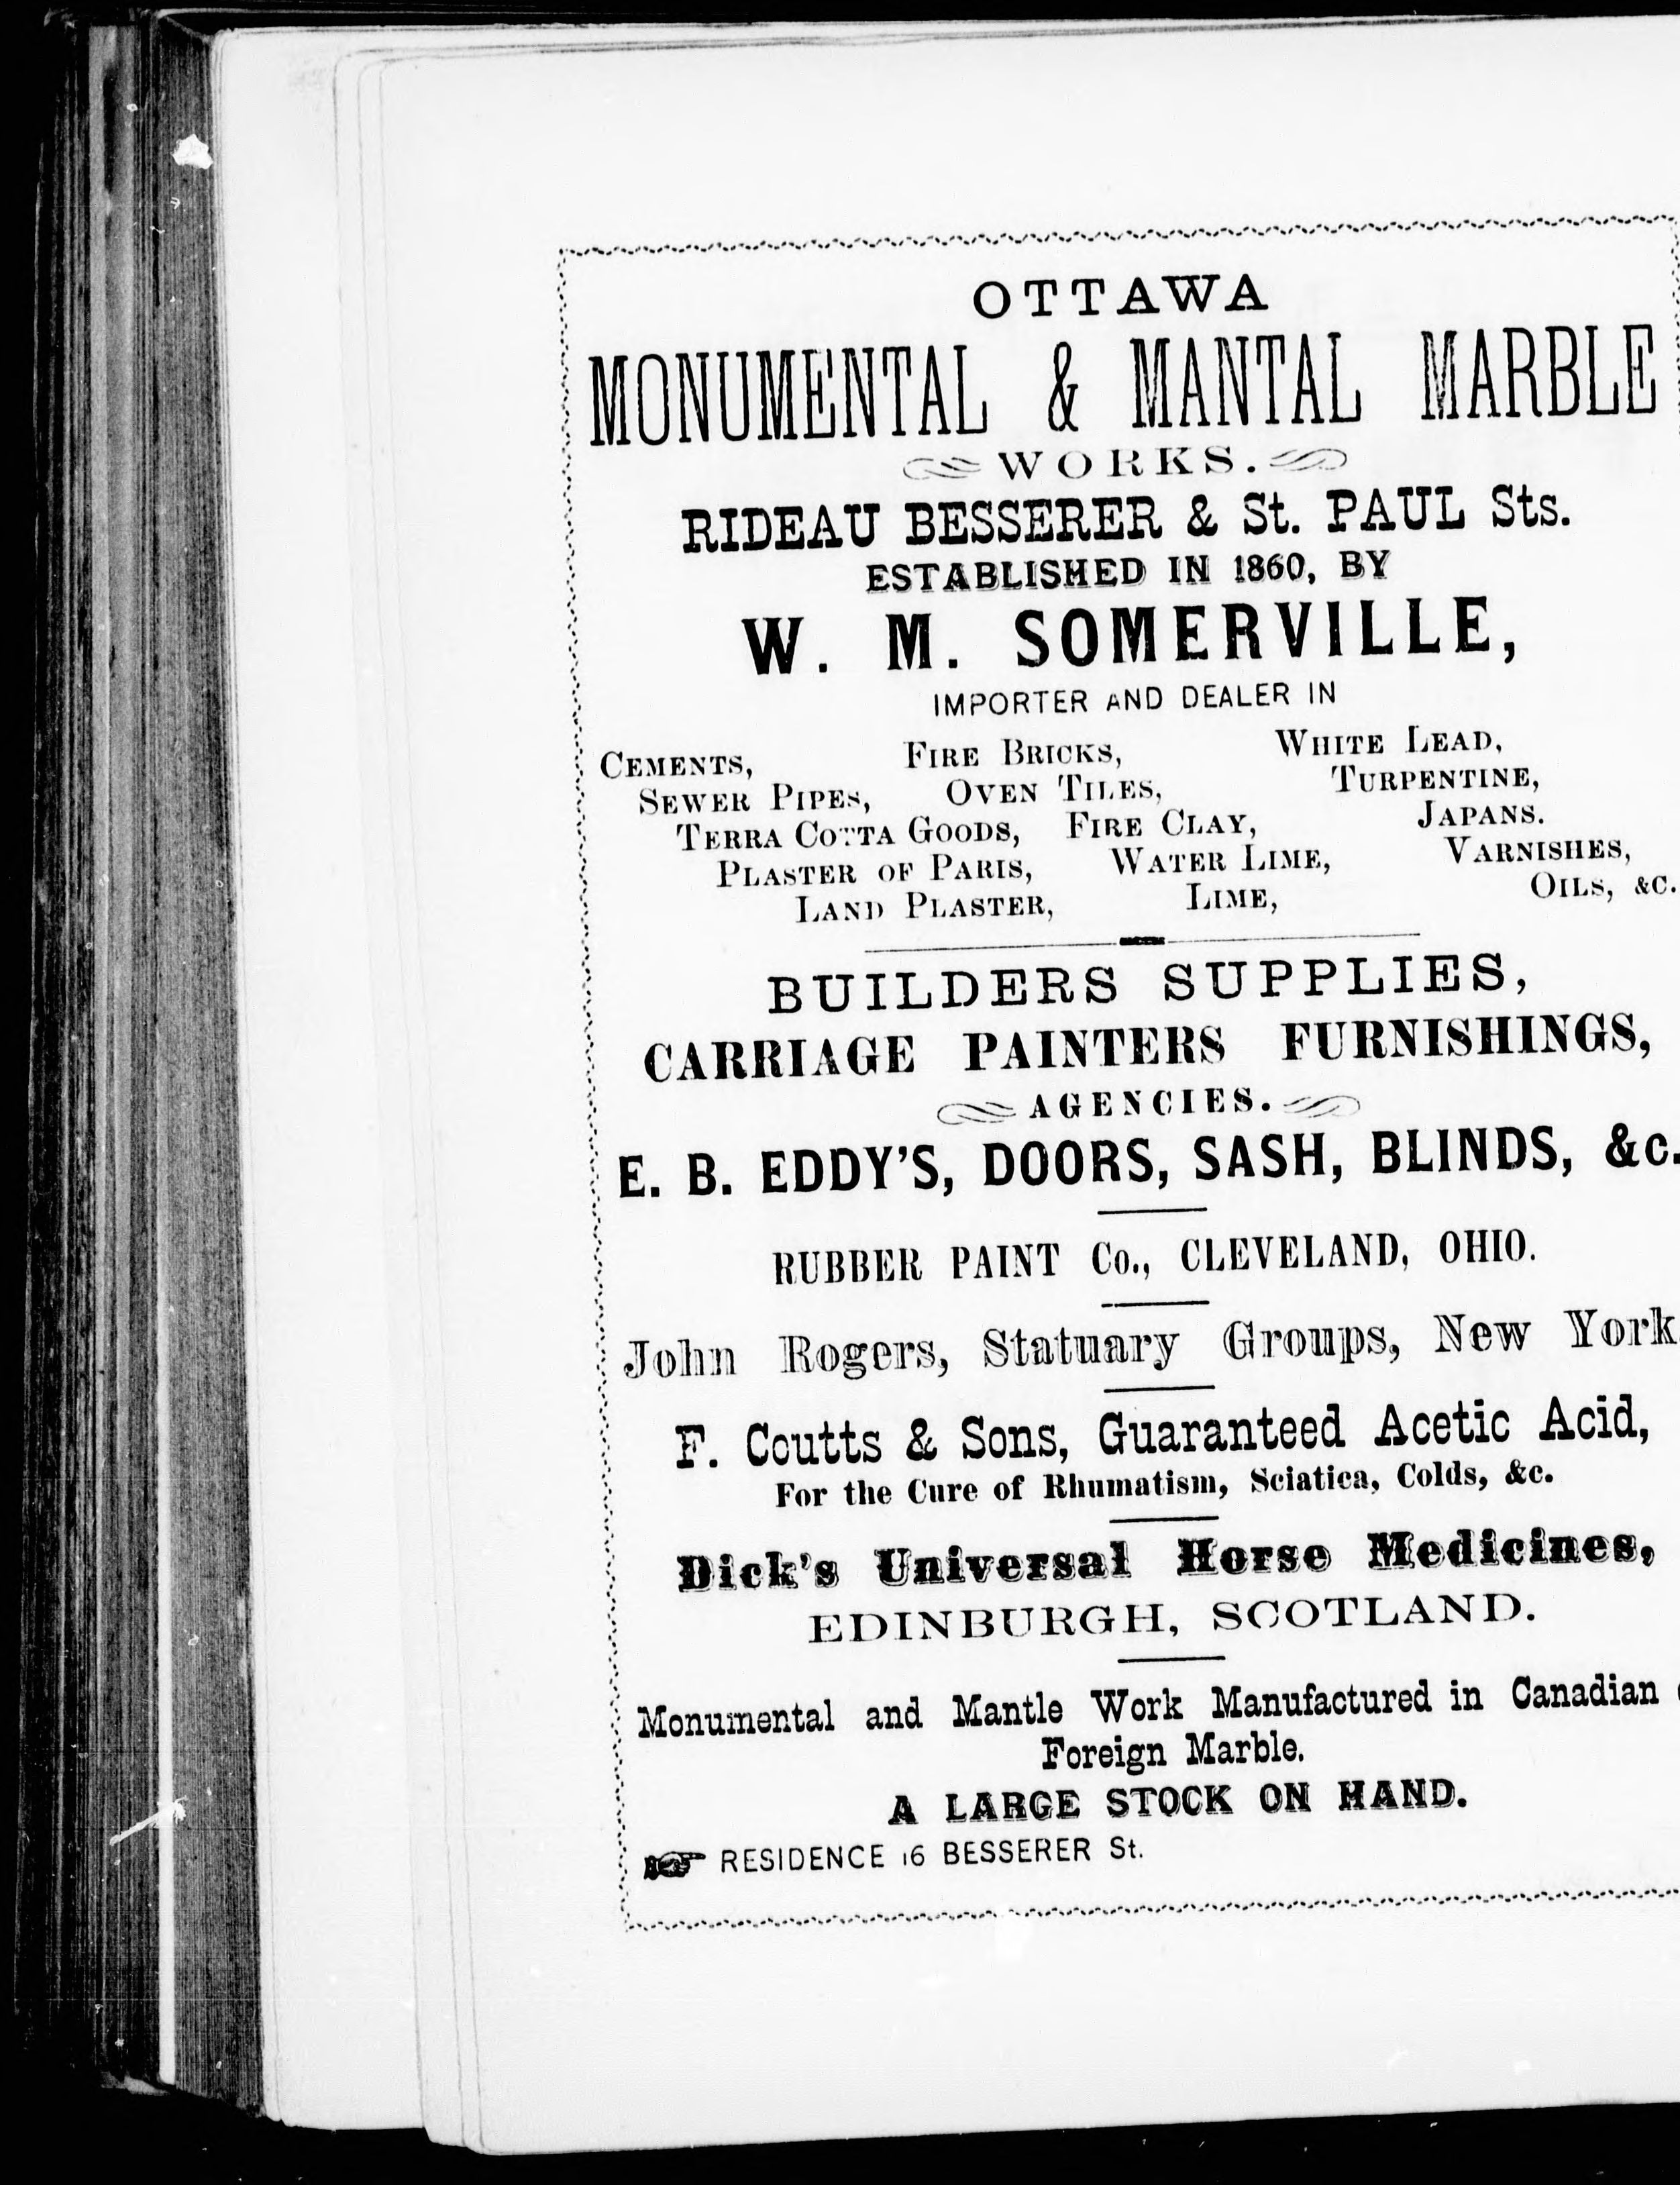 OTTAWA
MONUMENTAL & MANTAL MARBLE
WORKS.
RIDEAU BESSERER & St. PAUL Sts.
ESTABLISHED IN 1860, BY
W. M. SOMERVILLE,
IMPORTER AND DEALER IN
CEMENTS, FIRE BRICKS, WHITE LEAD,
SEWER PIPES, OVEN TILES, TURPENTINE,
TERRA COTTA GOODS, FIRE CLAY, JAPANS.
PLASTER OF PARIS, WATER LIME, VARNISHES,
LAND PLASTER, LIME, OILS, &C.
BUILDERS SUPPLIES,
CARRIAGE PAINTERS FURNISHINGS,
AGENCIES.
E. B. EDDY'S, DOORS, SASH, BLINDS, &c.
RUBBER PAINT Co., CLEVELAND, OHIO.
John Rogers, Statuary Groups, New York
F. Coutts & Sons, Guaranteed Acetic Acid,
For the Cure of Rhumatism, Sciatica, Colds, &c.
Dick's Universal Horse Medicines,
EDINBURGH, SCOTLAND.
Monumental and Mantle Work Manufactured in Canadian
Foreign Marble.
A LARGE STOCK ON HAND.
RESIDENCE 16 BESSERER St.